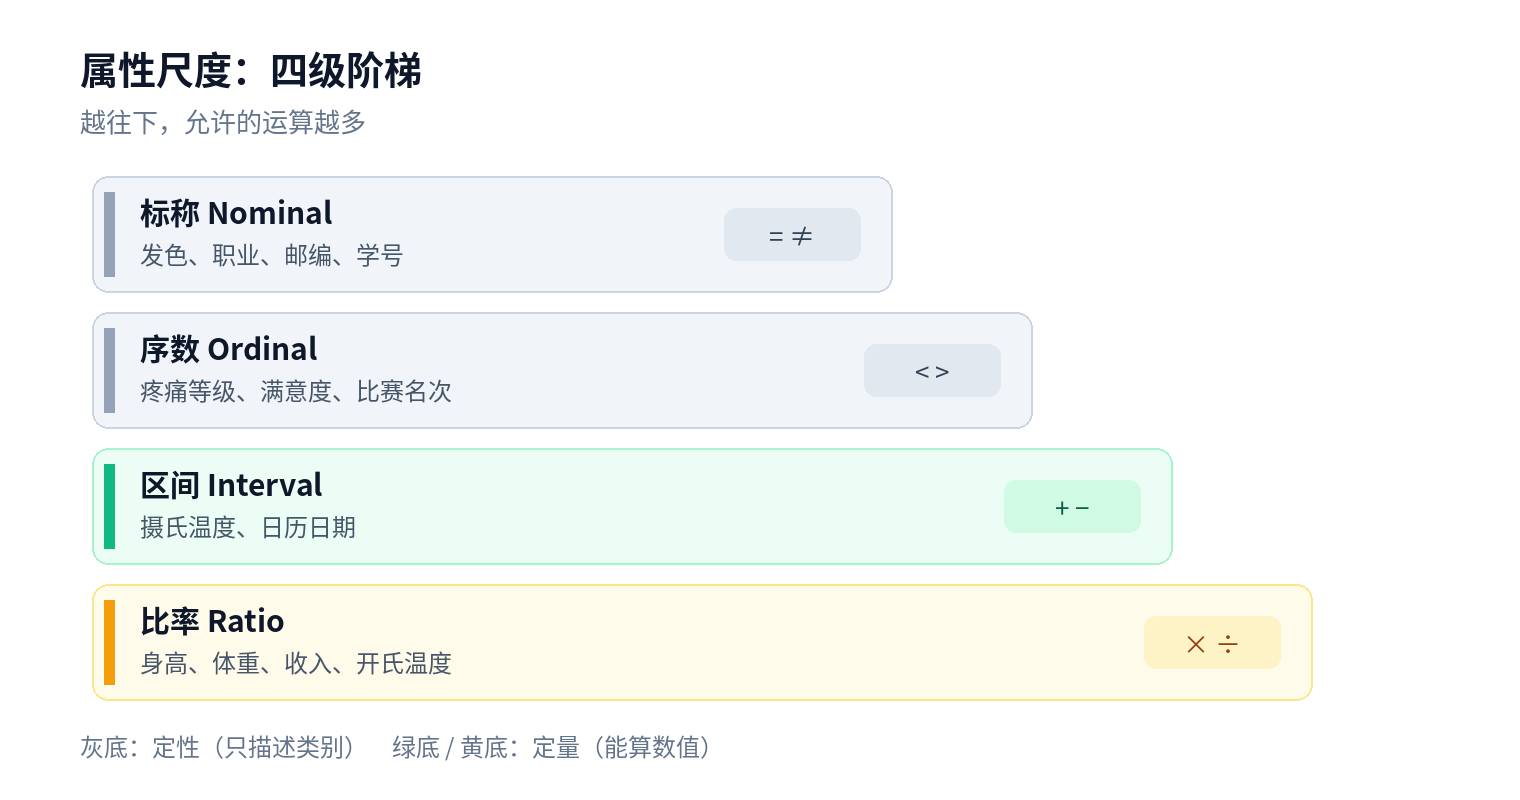 属性尺度：四级阶梯
越往下，允许的运算越多
标称 Nominal
发色、职业、邮编、学号
= ≠
序数 Ordinal
疼痛等级、满意度、比赛名次
< >
区间 Interval
摄氏温度、日历日期
+ −
比率 Ratio
身高、体重、收入、开氏温度
× ÷
灰底：定性（只描述类别） 绿底 / 黄底：定量（能算数值）